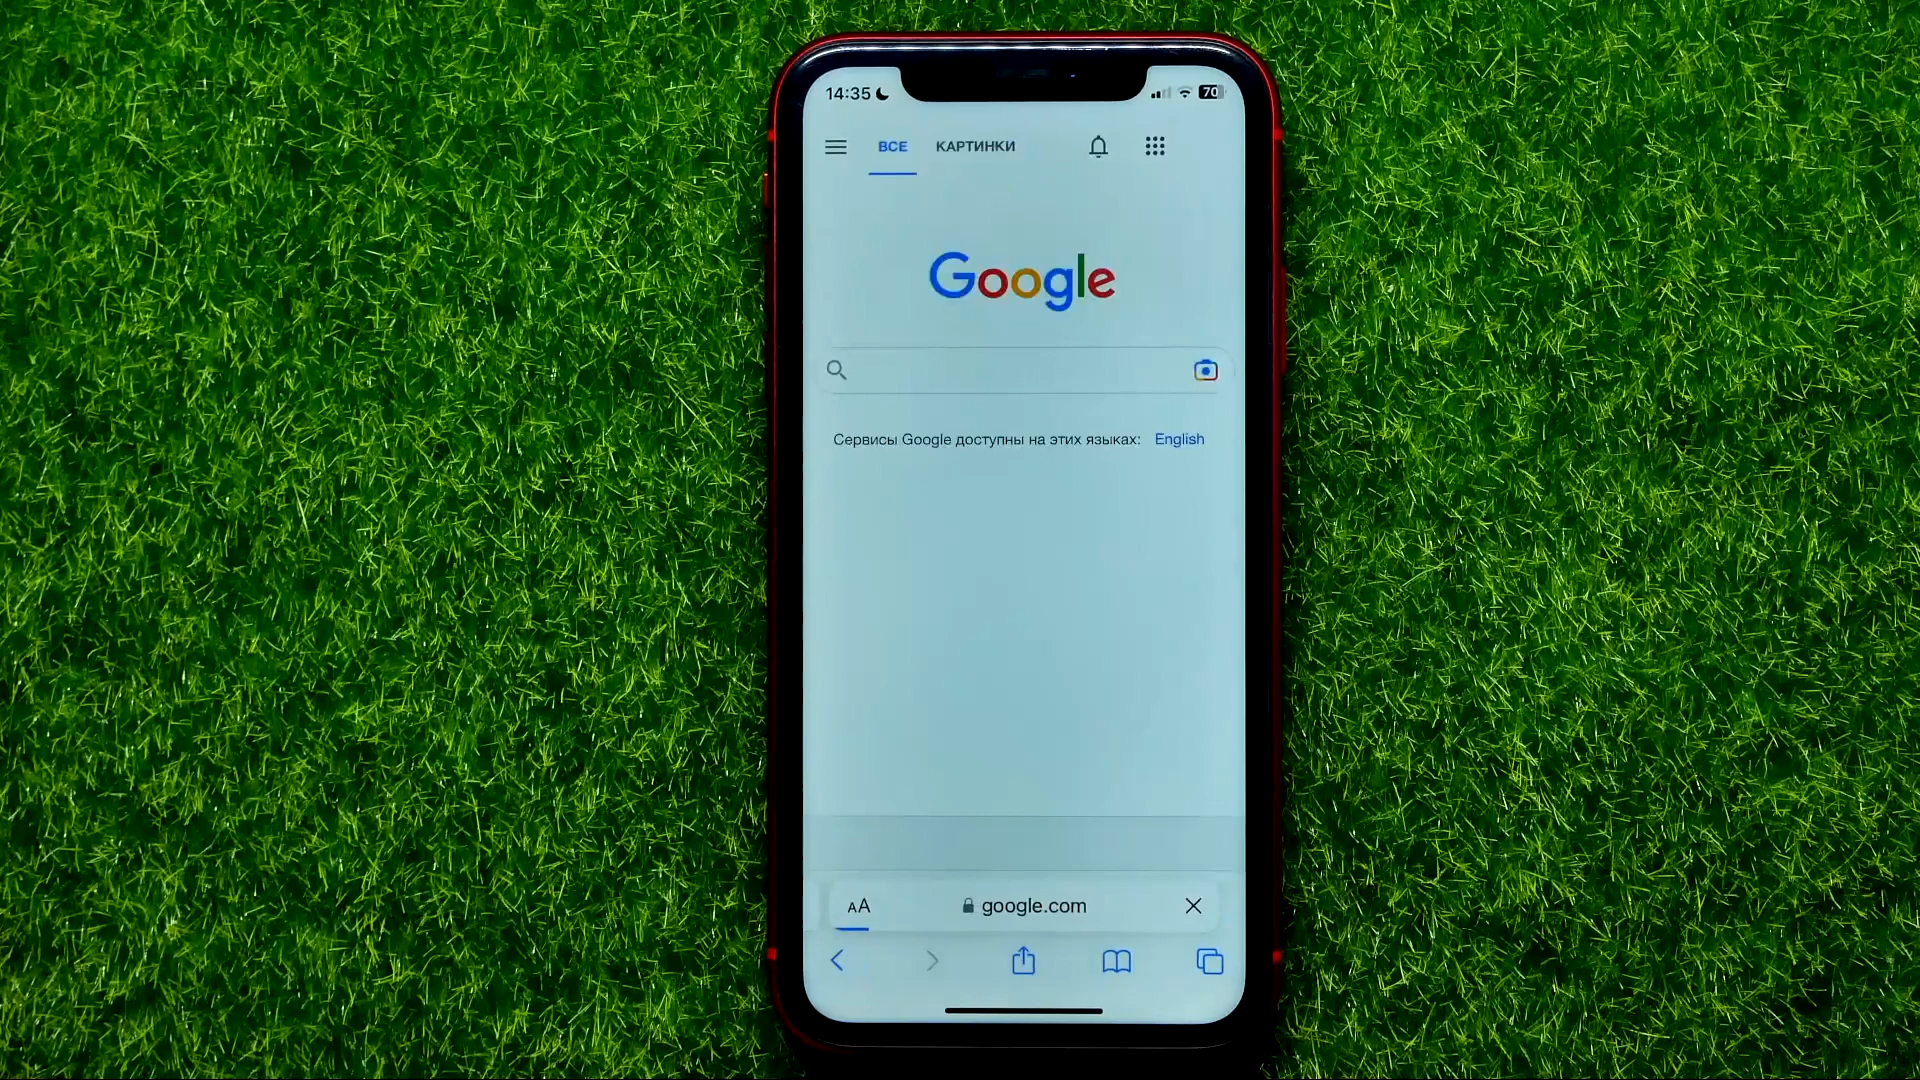 14:35 70
ВСЕ КАРТИНКИ
Google
Сервисы Google доступны на этих языках: English
AA google.com